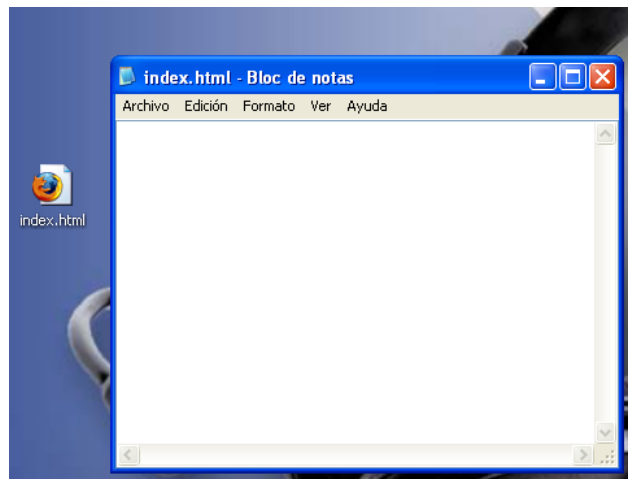 index.html - Bloc de notas
Archivo Edición Formato Ver Ayuda
index.html